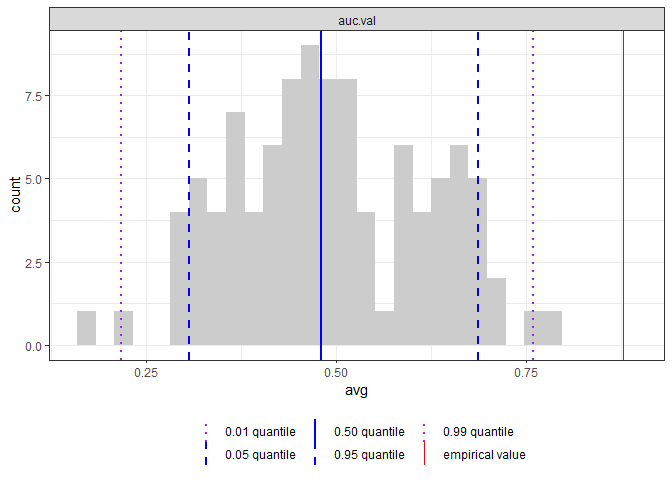 auc.val
7.5
5.0
2.5
0.0
count
0.25 0.50 0.75
avg
0.01 quantile 0.50 quantile 0.99 quantile
0.05 quantile 0.95 quantile empirical value